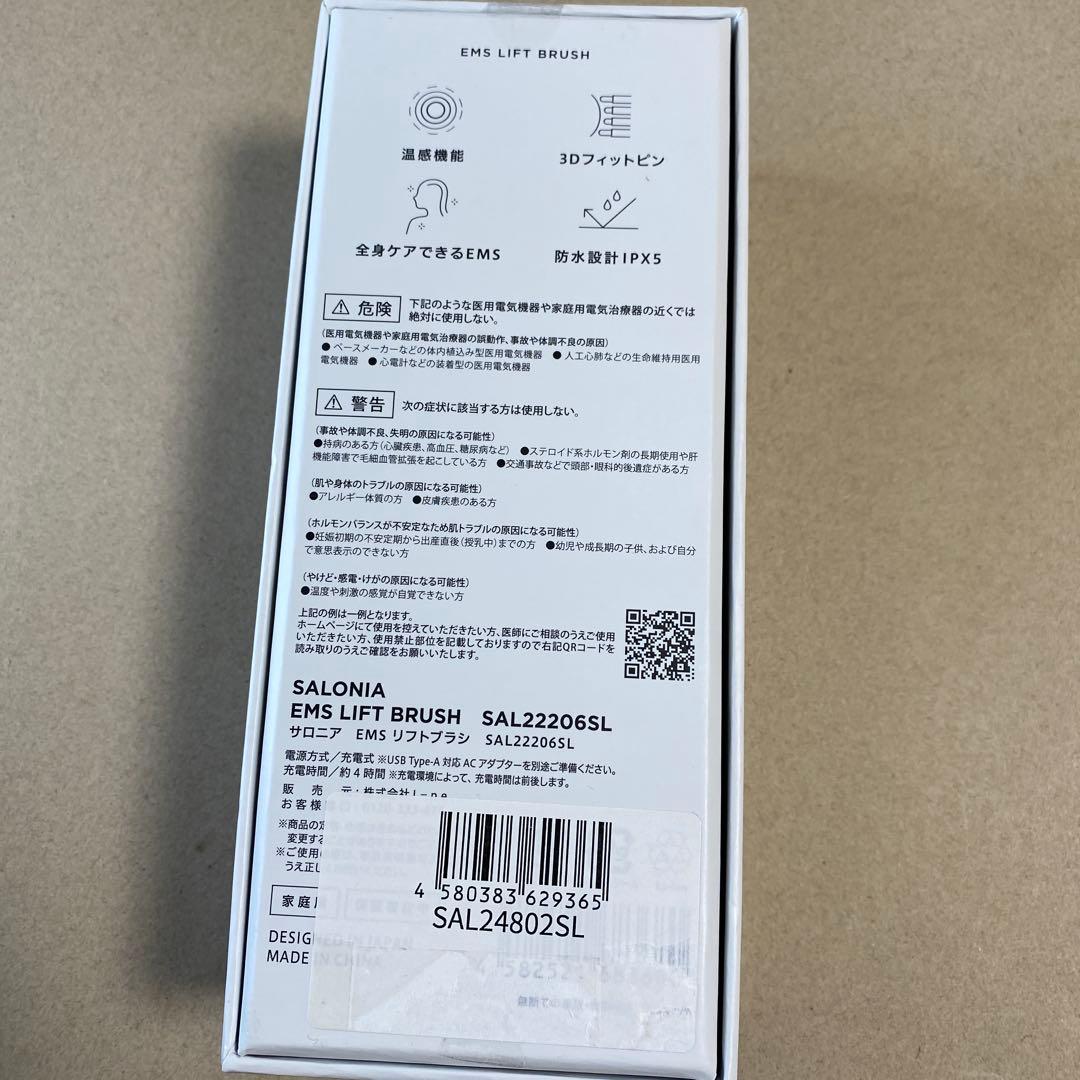 EMS LIFT BRUSH
温感機能
3Dフィットピン
全身ケアできるEMS
防水設計IPX5
⚠ 危険 下記のような医用電気機器や家庭用電気治療器の近くでは
絶対に使用しない。
(医用電気機器や家庭用電気治療器の誤動作、事故や体調不良の原因)
● ペースメーカーなどの体内植込み型医用電気機器 ● 人工心肺などの生命維持用医用
電気機器 ● 心電計などの装着型の医用電気機器
⚠ 警告 次の症状に該当する方は使用しない。
(事故や体調不良、失明の原因になる可能性)
●持病のある方(心臓疾患、高血圧、糖尿病など) ●ステロイド系ホルモン剤の長期使用や肝
機能障害で毛細血管拡張を起こしている方 ●交通事故などで頭部・眼科的後遺症がある方
(肌や身体のトラブルの原因になる可能性)
●アレルギー体質の方 ●皮膚疾患のある方
(ホルモンバランスが不安定なため肌トラブルの原因になる可能性)
●妊娠初期の不安定期から出産直後(授乳中)までの方 ●幼児や成長期の子供、および自分
で意思表示のできない方
(やけど・感電・けがの原因になる可能性)
●温度や刺激の感覚が自覚できない方
上記の例は一例となります。
ホームページにて使用を控えていただきたい方、医師にご相談のうえご使用
いただきたい方、使用禁止部位を記載しておりますので右記QRコードを
読み取りのうえご確認をお願いいたします。
SALONIA
EMS LIFT BRUSH SAL22206SL
サロニア EMS リフトブラシ SAL22206SL
電源方式/充電式 ※USB Type-A 対応 AC アダプターを別途ご準備ください。
充電時間/約4時間 ※充電環境によって、充電時間は前後します。
販売元:株式会社I-ne
お客様
※商品の
変更する
※ご使用
うえ正し
家庭
4 580383 629365
SAL24802SL
DESIGNED IN JAPAN
MADE IN CHINA